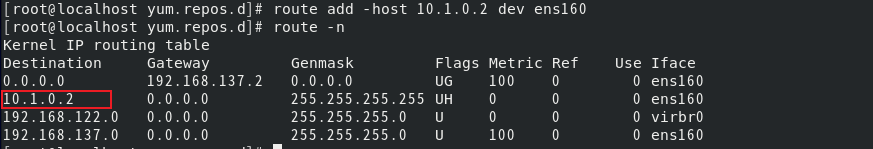 [root@localhost yum.repos.d]# route add -host 10.1.0.2 dev ens160
[root@localhost yum.repos.d]# route -n
Kernel IP routing table
Destination     Gateway         Genmask         Flags Metric Ref    Use Iface
0.0.0.0         192.168.137.2   0.0.0.0         UG    100    0        0 ens160
10.1.0.2        0.0.0.0         255.255.255.255 UH    0      0        0 ens160
192.168.122.0   0.0.0.0         255.255.255.0   U     0      0        0 virbr0
192.168.137.0   0.0.0.0         255.255.255.0   U     100    0        0 ens160
[root@localhost yum.repos.d]#